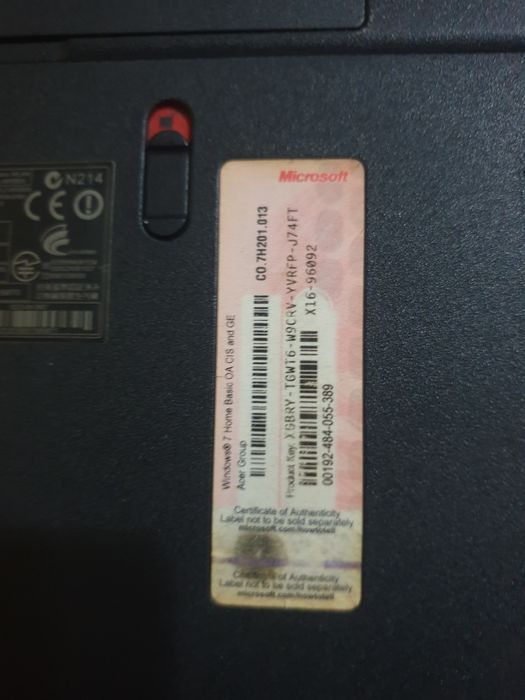 N214
CE
Microsoft
Windows® 7 Home Basic OA CIS and GE
Acer Group
CO.7H201.013
Product Key: XGBRY-TGWT6-W9CRV-YVRFP-J74FT
X16-96092
00192-484-055-389
Certificate of Authenticity
Label not to be sold separately
microsoft.com/howtotell
Certificate of Authenticity
Label not to be sold separately
microsoft.com/howtotell